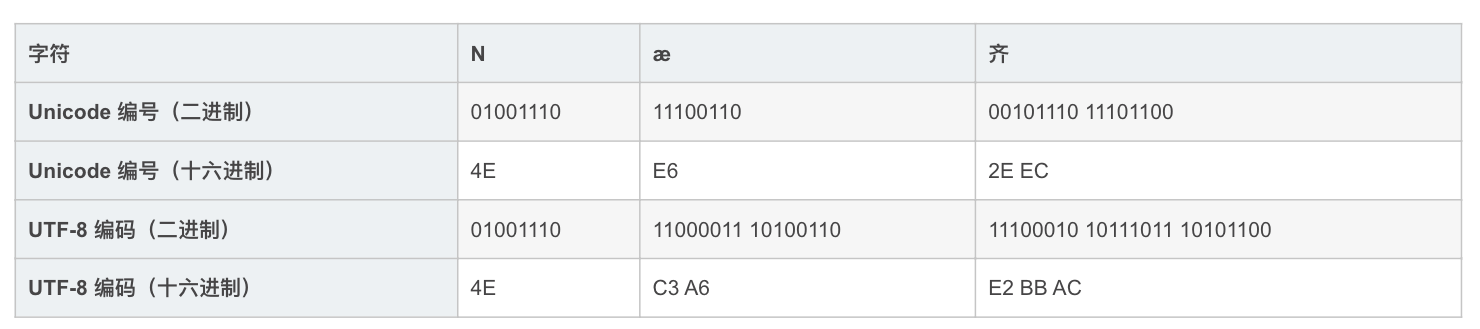 字符 N æ 齐
Unicode 编号（二进制） 01001110 11100110 00101110 11101100
Unicode 编号（十六进制） 4E E6 2E EC
UTF-8 编码（二进制） 01001110 11000011 10100110 11100010 10111011 10101100
UTF-8 编码（十六进制） 4E C3 A6 E2 BB AC